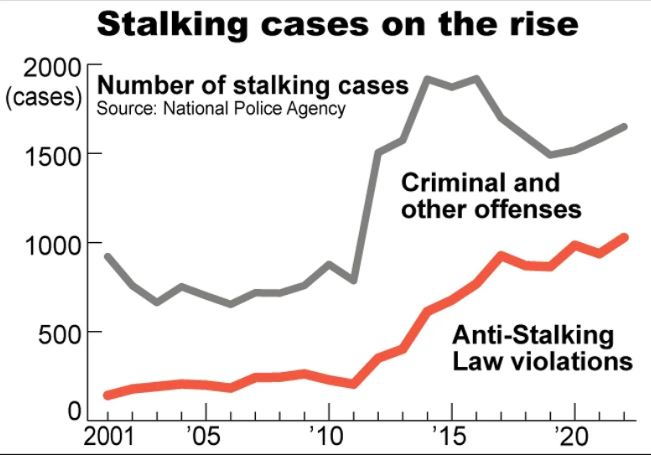 Stalking cases on the rise
2000
(cases)
Number of stalking cases
Source: National Police Agency
1500
Criminal and
other offenses
1000
500
Anti-Stalking
Law violations
0
2001 ’05 ’10 ’15 ’20